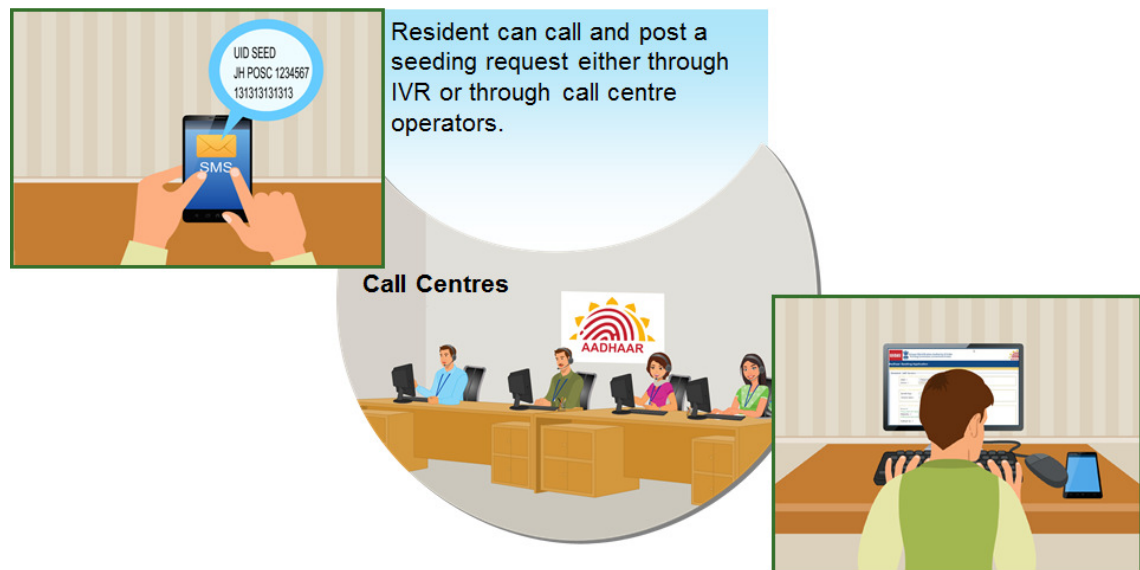 UID SEED
JH POSC 1234567
131313131313
SMS
Resident can call and post a
seeding request either through
IVR or through call centre
operators.
Call Centres
AADHAAR